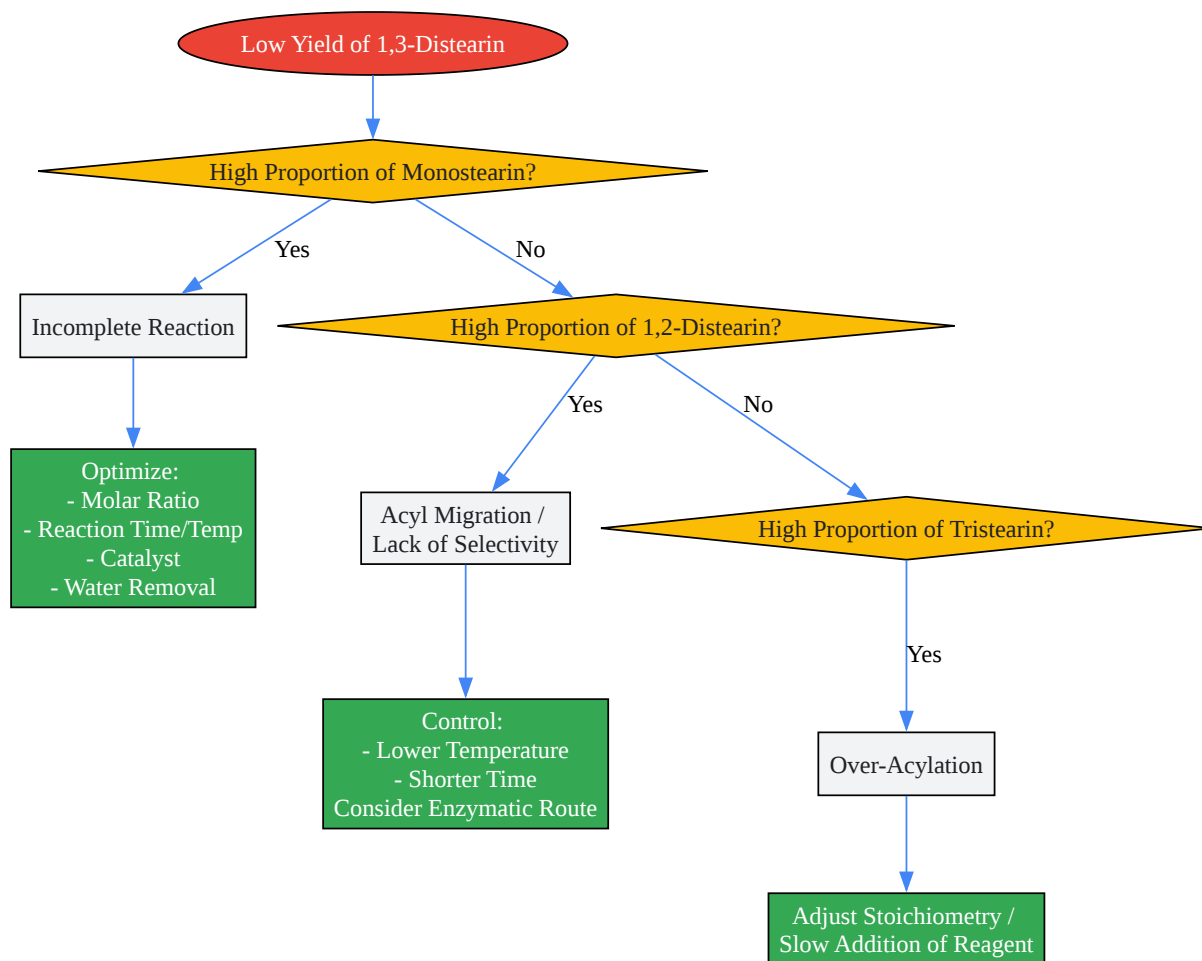 Low Yield of 1,3-Distearin
High Proportion of Monostearin?
Yes
No
Incomplete Reaction
High Proportion of 1,2-Distearin?
Optimize:
- Molar Ratio
- Reaction Time/Temp
- Catalyst
- Water Removal
Yes
No
Acyl Migration /
Lack of Selectivity
High Proportion of Tristearin?
Control:
- Lower Temperature
- Shorter Time
Consider Enzymatic Route
Yes
Over-Acylation
Adjust Stoichiometry /
Slow Addition of Reagent